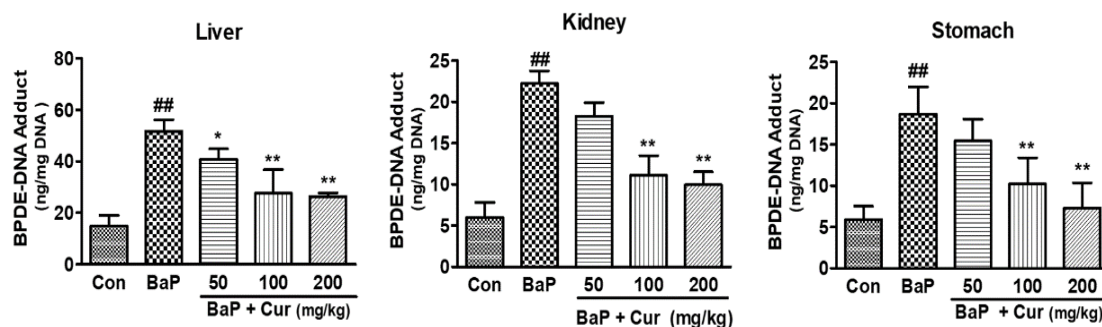 Liver
BPDE-DNA Adduct
(ng/mg DNA )
80
60
40
20
0
##
*
**
**
Con BaP 50 100 200
BaP + Cur (mg/kg)
Kidney
BPDE-DNA Adduct
(ng/mg DNA)
25
20
15
10
5
0
##
**
**
Con BaP 50 100 200
BaP + Cur (mg/kg)
Stomach
BPDE-DNA Adduct
(ng/mg DNA)
25
20
15
10
5
0
##
**
**
Con BaP 50 100 200
BaP + Cur (mg/kg)